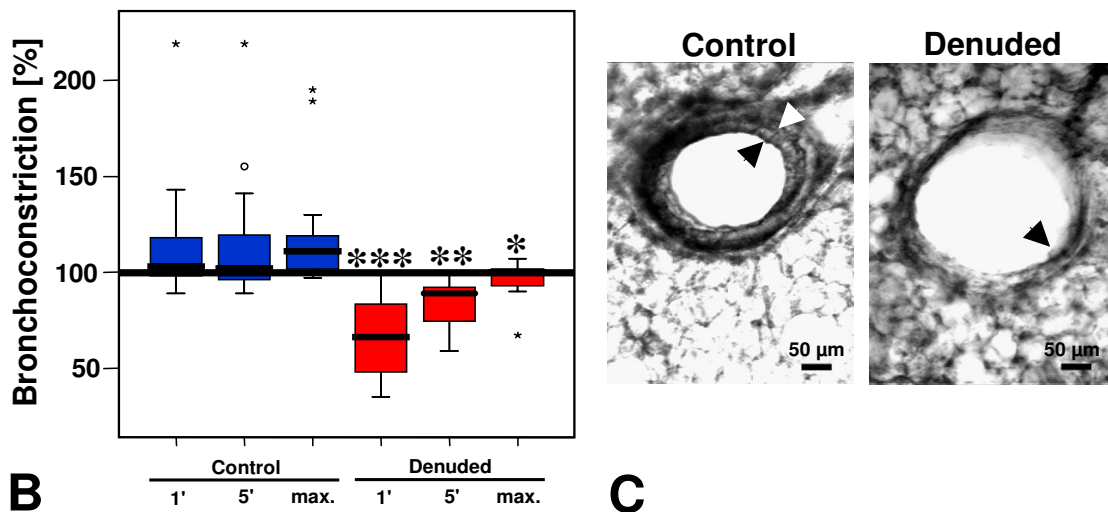 Bronchoconstriction [%]
200
150
100
50
*
*
*
*
***
**
*
*
Control
Denuded
1'
5'
max.
1'
5'
max.
B
Control
Denuded
50 µm
50 µm
C